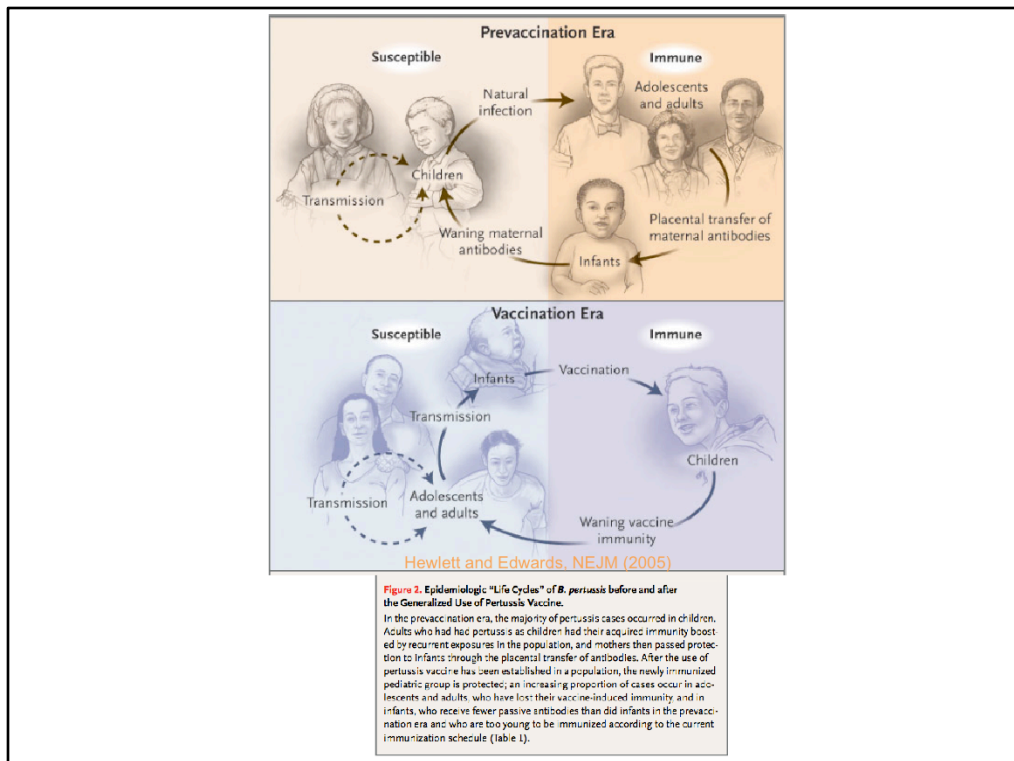 Prevaccination Era
Susceptible
Immune
Natural
infection
Adolescents
and adults
Children
Transmission
Waning maternal
antibodies
Placental transfer of
maternal antibodies
Infants
Vaccination Era
Susceptible
Immune
Infants
Vaccination
Transmission
Children
Transmission
Adolescents
and adults
Waning vaccine
immunity
Hewlett and Edwards, NEJM (2005)
Figure 2. Epidemiologic “Life Cycles” of B. pertussis before and after
the Generalized Use of Pertussis Vaccine.
In the prevaccination era, the majority of pertussis cases occurred in children.
Adults who had had pertussis as children had their acquired immunity boost-
ed by recurrent exposures in the population, and mothers then passed protec-
tion to infants through the placental transfer of antibodies. After the use of
pertussis vaccine has been established in a population, the newly immunized
pediatric group is protected; an increasing proportion of cases occur in ado-
lescents and adults, who have lost their vaccine-induced immunity, and in
infants, who receive fewer passive antibodies than did infants in the prevacci-
nation era and who are too young to be immunized according to the current
immunization schedule (Table 1).